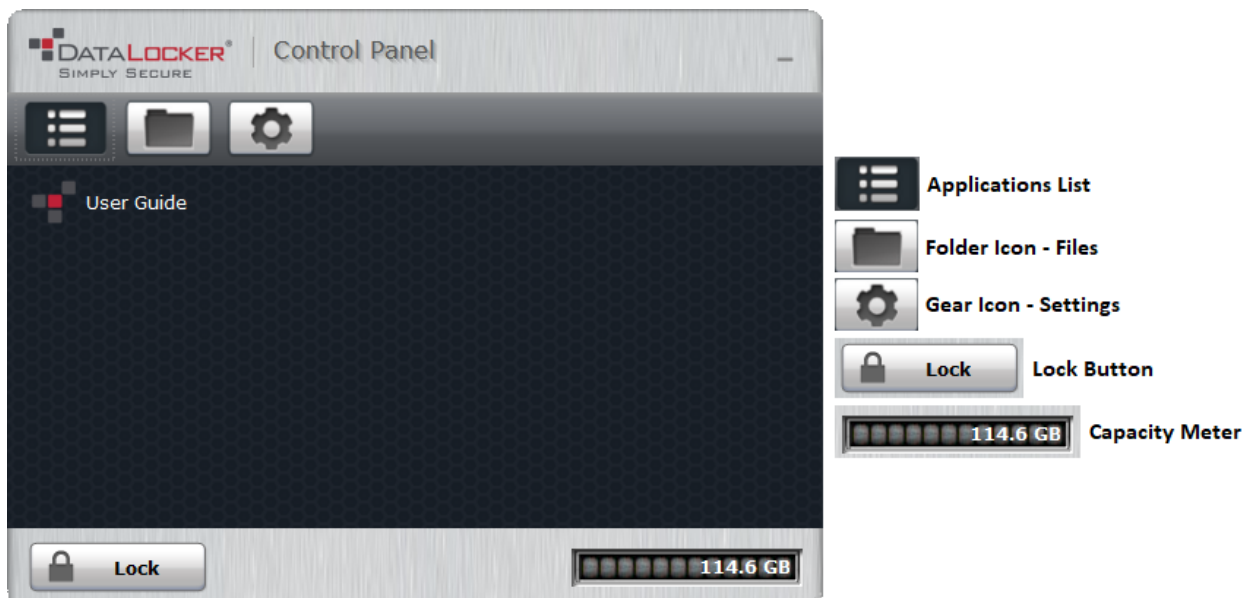 DATALOCKER® Control Panel
SIMPLY SECURE
User Guide
Lock
114.6 GB
Applications List
Folder Icon - Files
Gear Icon - Settings
Lock Lock Button
114.6 GB Capacity Meter